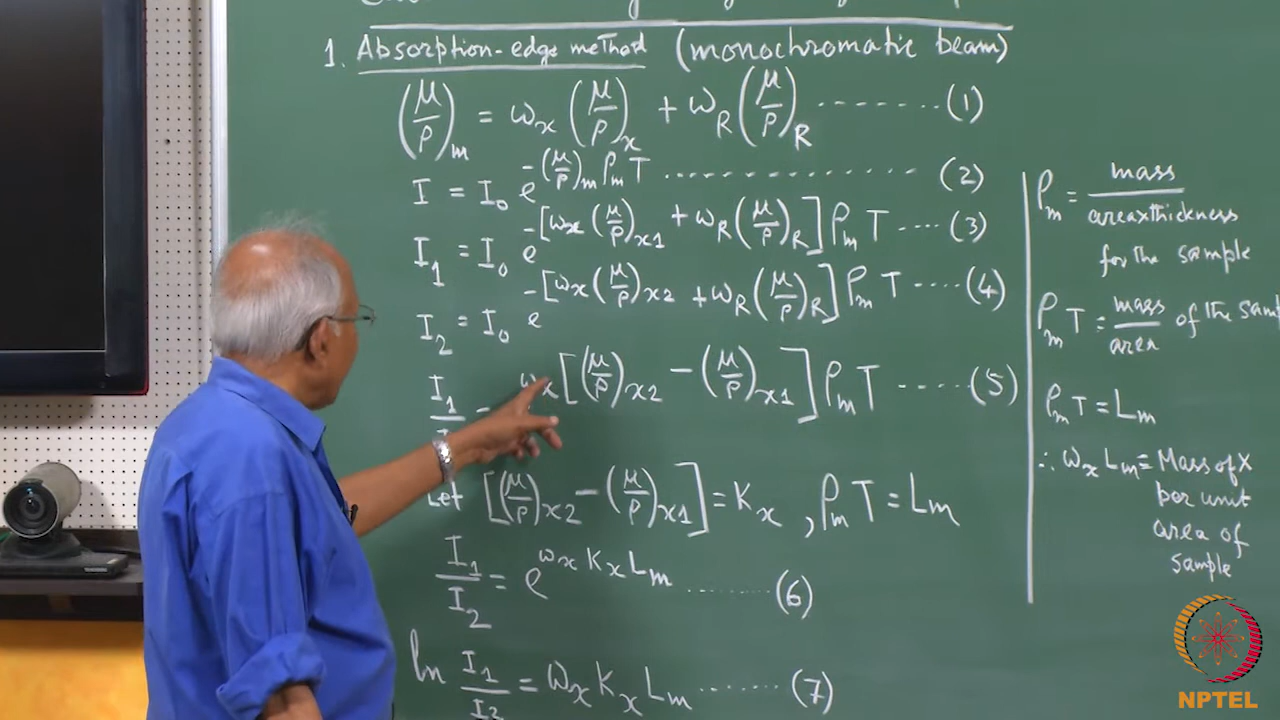 1. Absorption-edge method (monochromatic beam)
(μ/ρ)m = ωx (μ/ρ)x + ωR (μ/ρ)R ........ (1)
I = I0 e^-(μ/ρ)m ρm T ............... (2)
I1 = I0 e^-[ωx (μ/ρ)x1 + ωR (μ/ρ)R] ρm T .... (3)
I2 = I0 e^-[ωx (μ/ρ)x2 + ωR (μ/ρ)R] ρm T .... (4)
I1/ = ωx [(μ/ρ)x2 - (μ/ρ)x1] ρm T ..... (5)
Let [(μ/ρ)x2 - (μ/ρ)x1] = Kx , ρm T = Lm
I1/I2 = e^ωx Kx Lm ........ (6)
ln I1/I2 = ωx Kx Lm ....... (7)
ρm = mass / areaxthickness
for the sample
ρm T = mass/area of the
ρm T = Lm
∴ ωx Lm = Mass of X
per unit
area of
sample
NPTEL